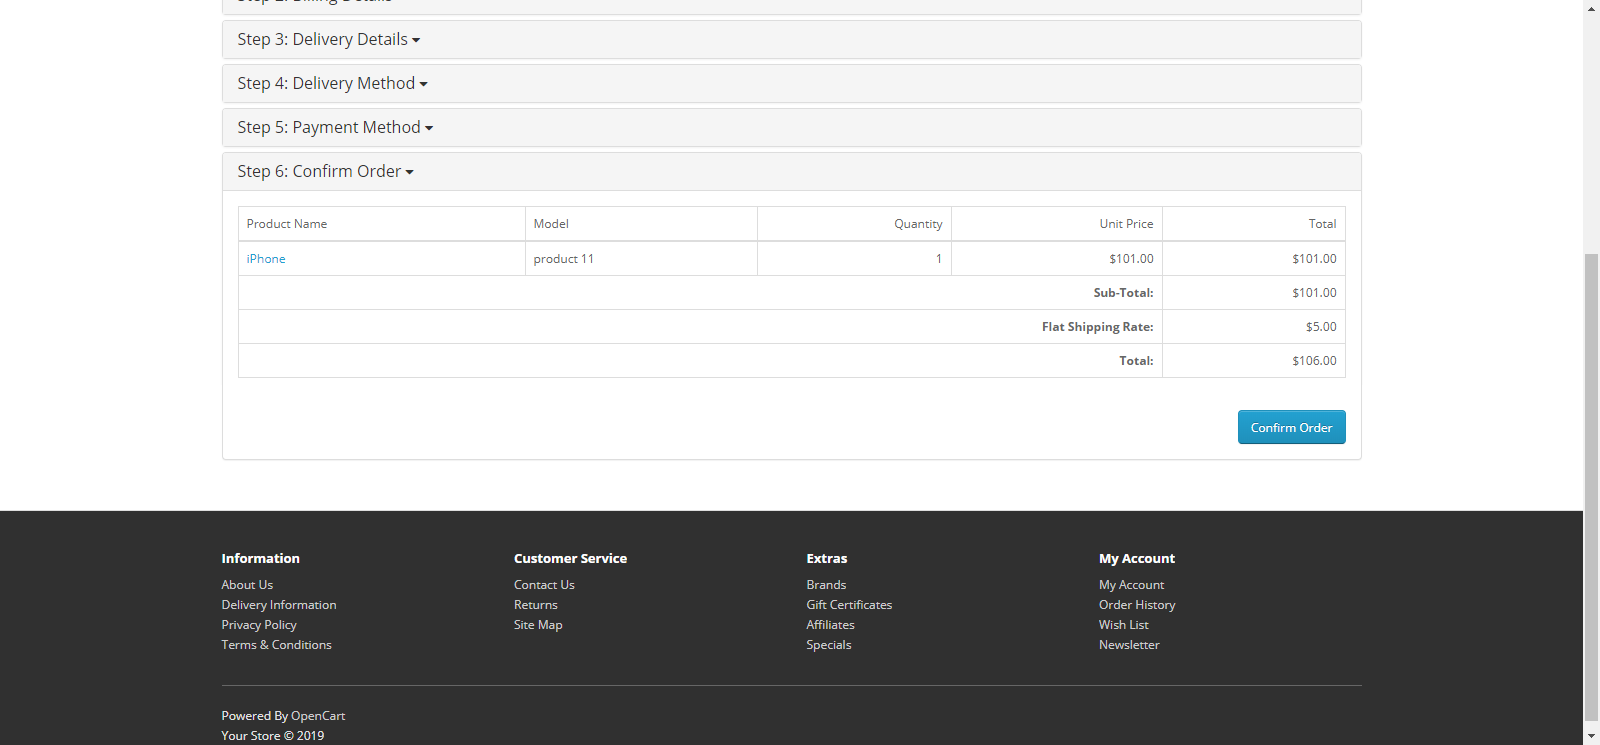 Step 2: Billing Details
Step 3: Delivery Details
Step 4: Delivery Method
Step 5: Payment Method
Step 6: Confirm Order
Product Name Model Quantity Unit Price Total
iPhone product 11 1 $101.00 $101.00
Sub-Total: $101.00
Flat Shipping Rate: $5.00
Total: $106.00
Confirm Order
Information Customer Service Extras My Account
About Us Contact Us Brands My Account
Delivery Information Returns Gift Certificates Order History
Privacy Policy Site Map Affiliates Wish List
Terms & Conditions Specials Newsletter
Powered By OpenCart
Your Store © 2019